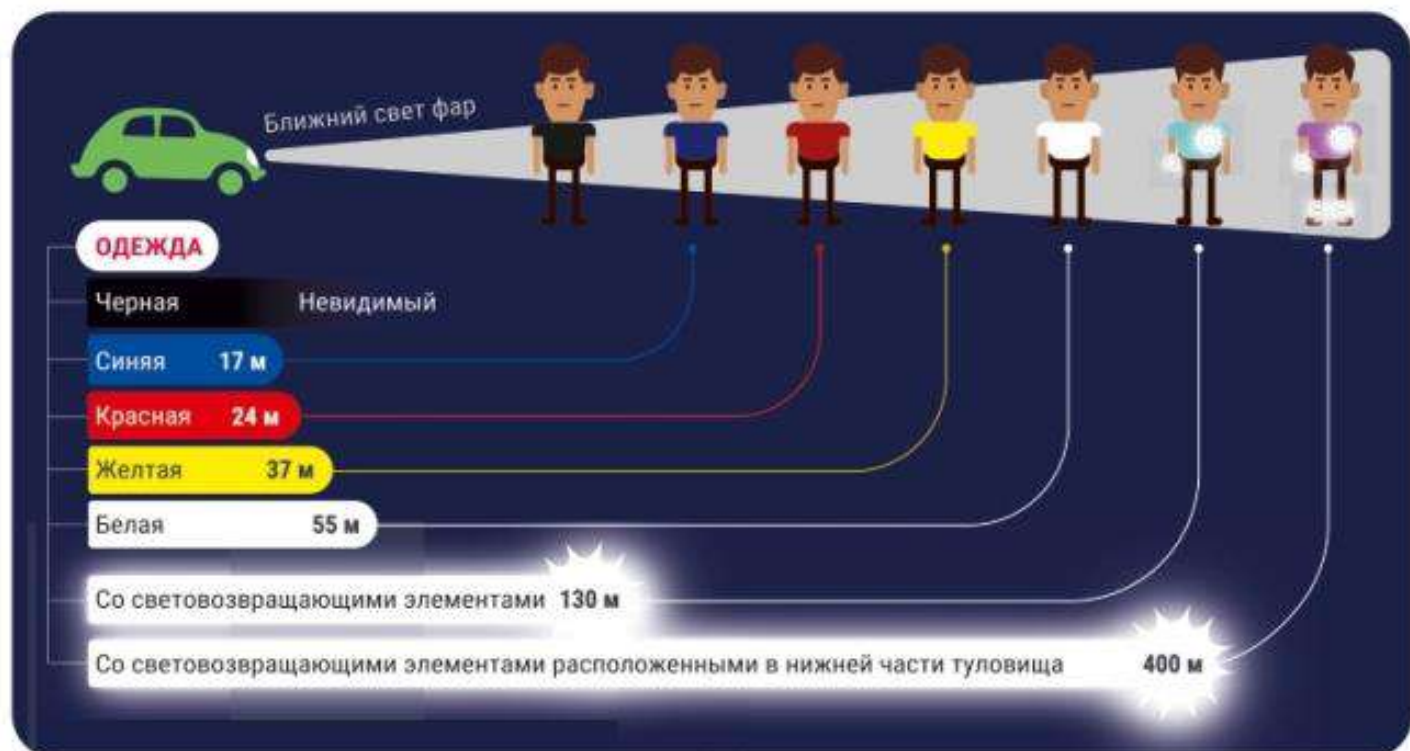 Ближний свет фар
ОДЕЖДА
Черная Невидимый
Синяя 17 м
Красная 24 м
Желтая 37 м
Белая 55 м
Со световозвращающими элементами 130 м
Со световозвращающими элементами расположенными в нижней части туловища 400 м